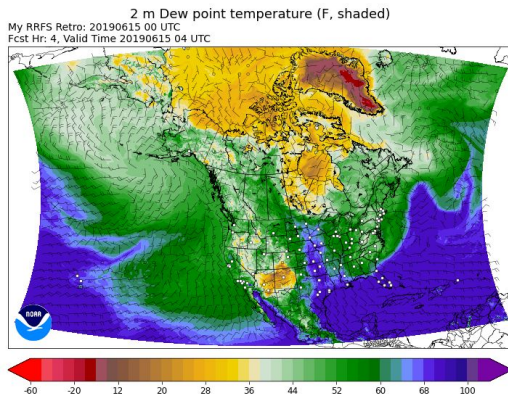 2 m Dew point temperature (F, shaded)
My RRFS Retro: 20190615 00 UTC
Fcst Hr: 4, Valid Time 20190615 04 UTC
NOAA
-60 -20 12 20 28 36 44 52 60 68 100